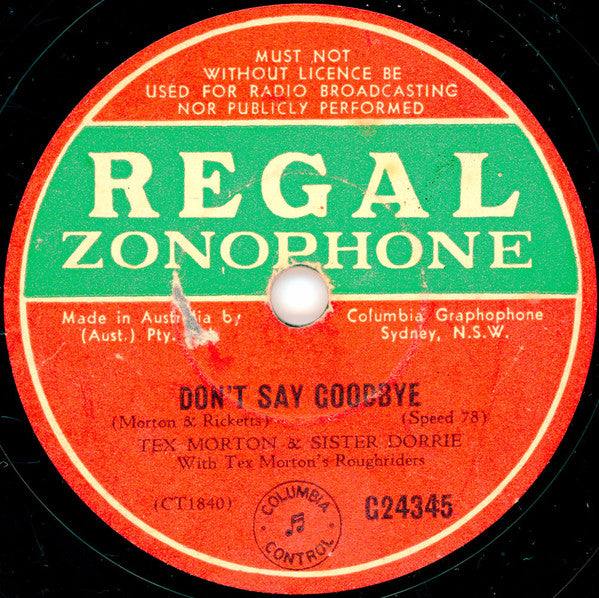 MUST NOT
WITHOUT LICENCE BE
USED FOR RADIO BROADCASTING
NOR PUBLICLY PERFORMED
REGAL
ZONOPHONE
Made in Australia by Columbia Graphophone
(Aust.) Pty. Sydney, N.S.W.
DON'T SAY GOODBYE
(Morton & Ricketts) (Speed 78)
TEX MORTON & SISTER DORRIE
With Tex Morton's Roughriders
(CT1840) G24345
COLUMBIA
CONTROL